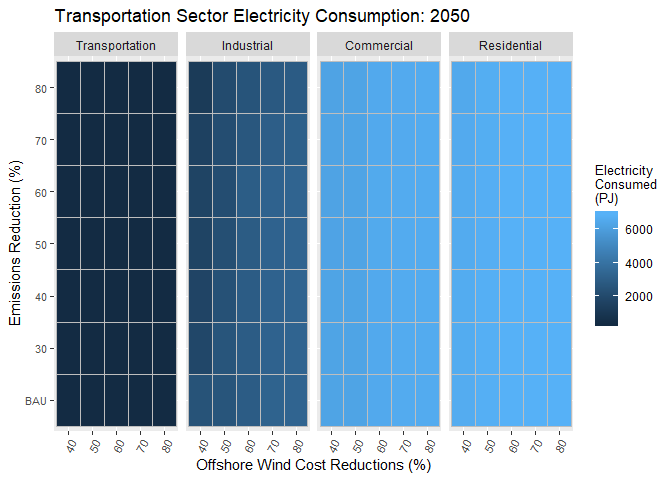 Transportation Sector Electricity Consumption: 2050
Transportation Industrial Commercial Residential
Emissions Reduction (%)
80
70
60
50
40
30
BAU
40 50 60 70 80 40 50 60 70 80 40 50 60 70 80 40 50 60 70 80
Offshore Wind Cost Reductions (%)
Electricity
Consumed
(PJ)
6000
4000
2000